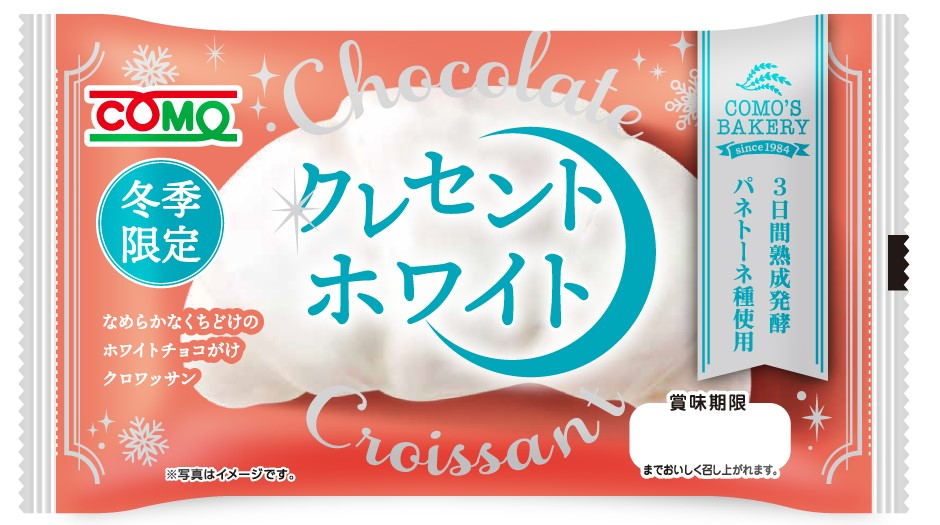 Chocolate
COMO
COMO'S
BAKERY
since1984
3日間熟成発酵
パネトーネ種使用
冬季
限定
クレセント
ホワイト
なめらかなくちどけの
ホワイトチョコがけ
クロワッサン
Croissant
賞味期限
までおいしく召し上がれます。
※写真はイメージです。